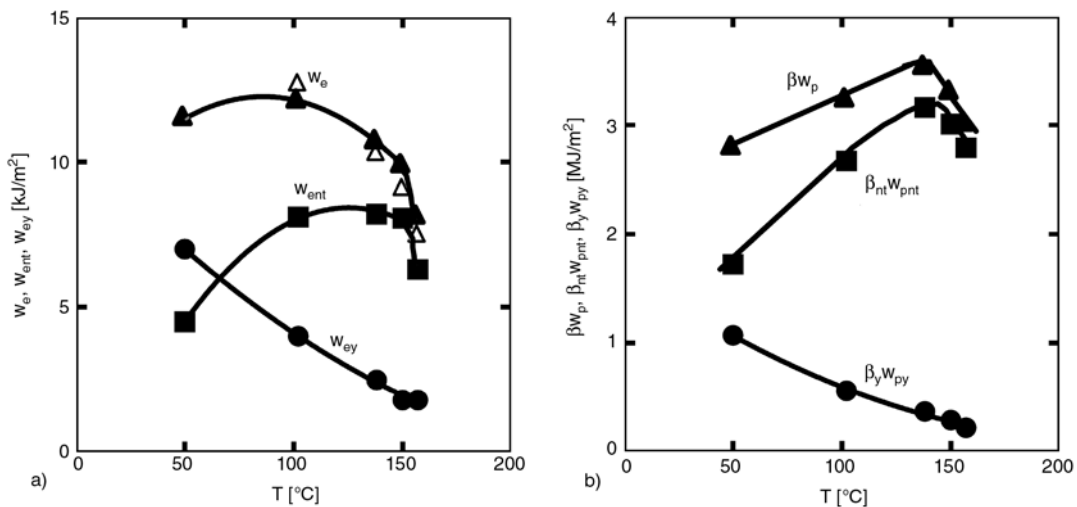 15
10
5
0
w_e, w_ent, w_ey [kJ/m²]
w_e
w_ent
w_ey
0
50
100
150
200
a)
T [°C]
4
3
2
1
0
βw_p, β_nt w_pnt, β_y w_py [MJ/m²]
βw_p
β_nt w_pnt
β_y w_py
0
50
100
150
200
b)
T [°C]